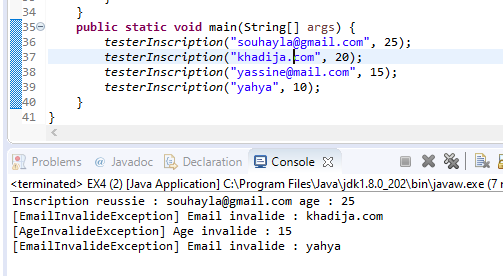 34 }
35 public static void main(String[] args) {
36 testerInscription("souhayla@gmail.com", 25);
37 testerInscription("khadija.com", 20);
38 testerInscription("yassine@mail.com", 15);
39 testerInscription("yahya", 10);
40 }
41 }
Problems @ Javadoc Declaration Console
<terminated> EX4 (2) [Java Application] C:\Program Files\Java\jdk1.8.0_202\bin\javaw.exe (7 r
Inscription reussie : souhayla@gmail.com age : 25
[EmailInvalideException] Email invalide : khadija.com
[AgeInvalideException] Age invalide : 15
[EmailInvalideException] Email invalide : yahya